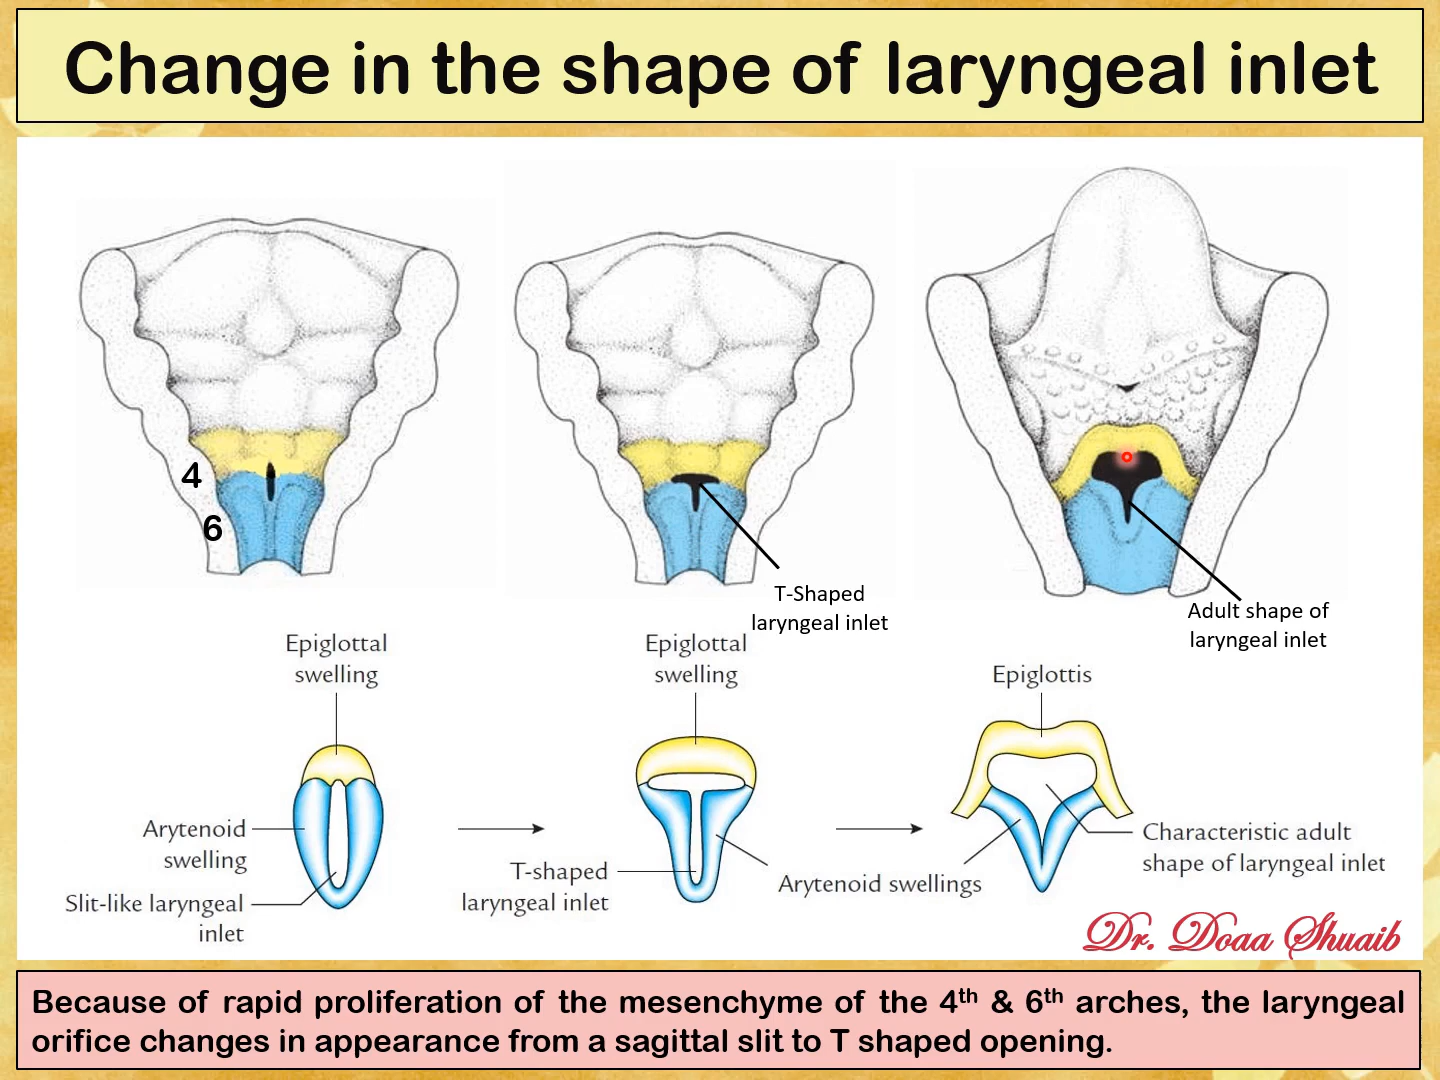 Change in the shape of laryngeal inlet
4
6
T-Shaped
laryngeal inlet
Adult shape of
laryngeal inlet
Epiglottal
swelling
Arytenoid
swelling
Slit-like laryngeal
inlet
Epiglottal
swelling
T-shaped
laryngeal inlet
Arytenoid swellings
Epiglottis
Characteristic adult
shape of laryngeal inlet
Dr. Doaa Shuaib
Because of rapid proliferation of the mesenchyme of the 4th & 6th arches, the laryngeal
orifice changes in appearance from a sagittal slit to T shaped opening.